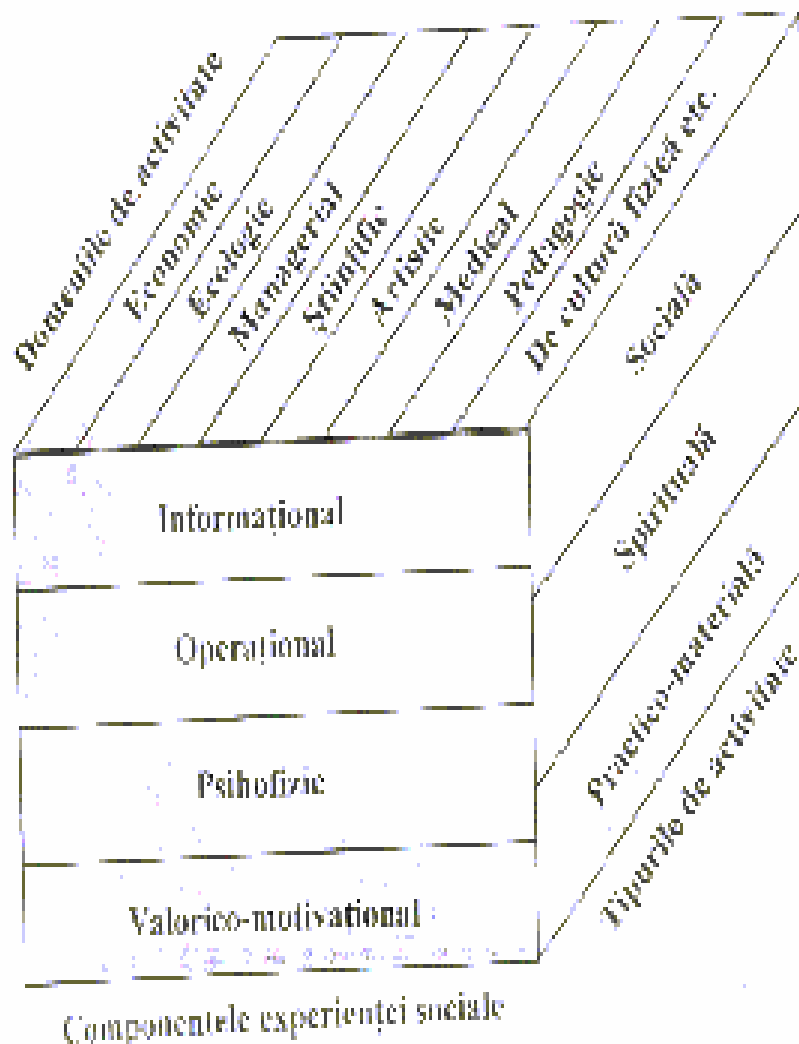 Domeniile de activitate
Economic
Ecologic
Managerial
Științific
Artistic
Medical
Pedagogic
De cultură fizică etc.
Socială
Spirituală
Practico-materială
Tipurile de activitate
Informațional
Operațional
Psihofizic
Valorico-motivațional
Componentele experienței sociale